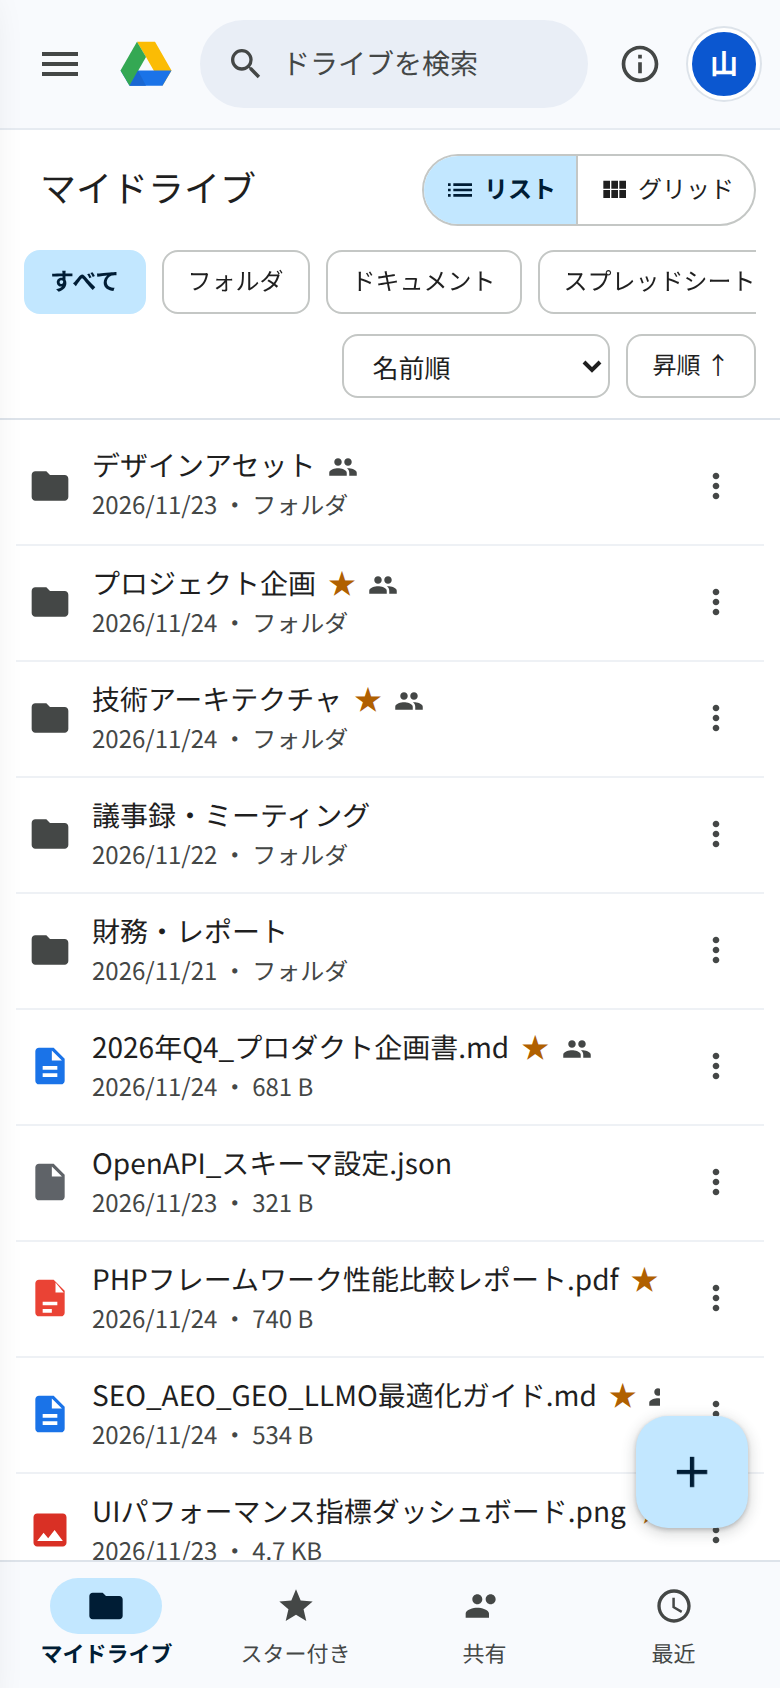 ドライブを検索
山
マイドライブ
リスト
グリッド
すべて
フォルダ
ドキュメント
スプレッドシート
名前順
昇順 ↑
デザインアセット
2026/11/23 • フォルダ
プロジェクト企画 ★
2026/11/24 • フォルダ
技術アーキテクチャ ★
2026/11/24 • フォルダ
議事録・ミーティング
2026/11/22 • フォルダ
財務・レポート
2026/11/21 • フォルダ
2026年Q4_プロダクト企画書.md ★
2026/11/24 • 681 B
OpenAPI_スキーマ設定.json
2026/11/23 • 321 B
PHPフレームワーク性能比較レポート.pdf ★
2026/11/24 • 740 B
SEO_AEO_GEO_LLMO最適化ガイド.md ★
2026/11/24 • 534 B
UIパフォーマンス指標ダッシュボード.png
2026/11/23 • 4.7 KB
マイドライブ
スター付き
共有
最近